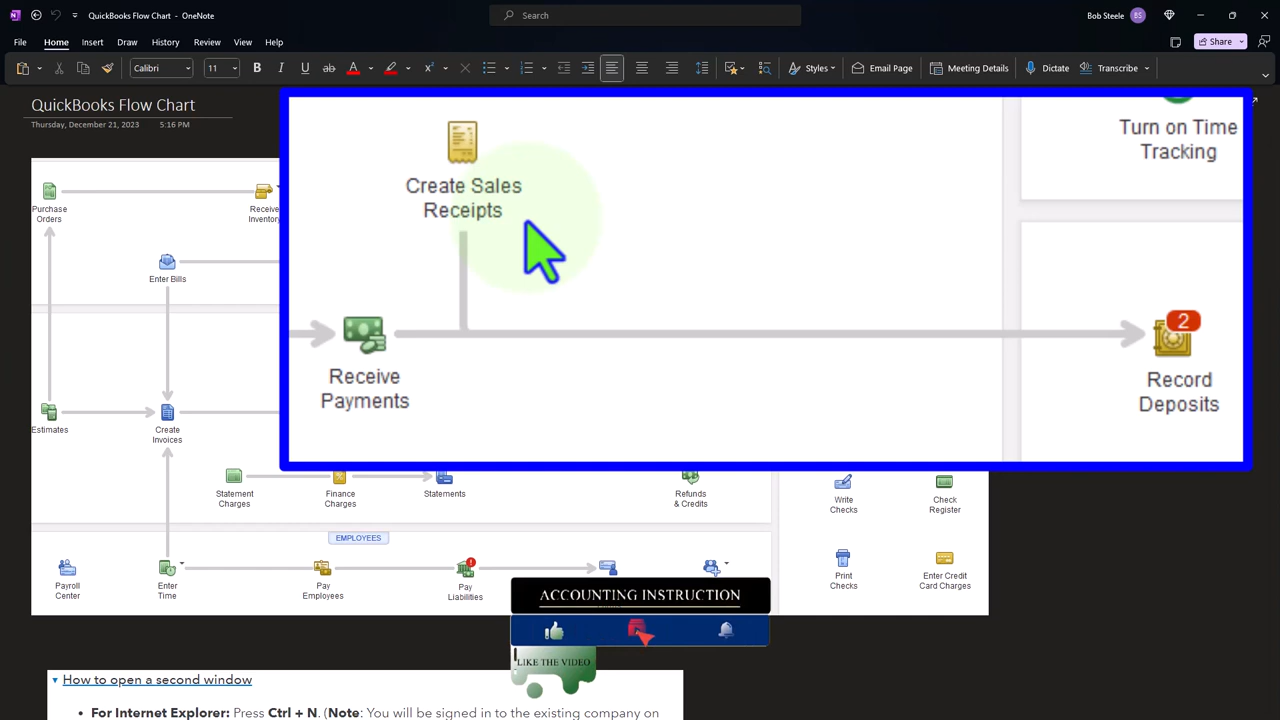 QuickBooks Flow Chart - OneNote
Search
Bob Steele
BS
File
Home
Insert
Draw
History
Review
View
Help
Share
Calibri
11
Styles
Email Page
Meeting Details
Dictate
Transcribe
QuickBooks Flow Chart
Thursday, December 21, 2023
5:16 PM
Purchase
Orders
Receive
Inventory
Enter Bills
Estimates
Create
Invoices
Create Sales
Receipts
Receive
Payments
Turn on Time
Tracking
2
Record
Deposits
Statement
Charges
Finance
Charges
Statements
Refunds
& Credits
Write
Checks
Check
Register
EMPLOYEES
Payroll
Center
Enter
Time
Pay
Employees
Pay
Liabilities
Print
Checks
Enter Credit
Card Charges
ACCOUNTING INSTRUCTION
LIKE THE VIDEO
How to open a second window
• For Internet Explorer: Press Ctrl + N. (Note: You will be signed in to the existing company on